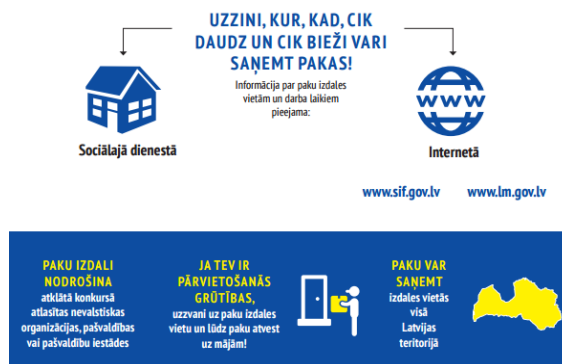 UZZINI, KUR, KAD, CIK
DAUDZ UN CIK BIEŽI VARI
SAŅEMT PAKAS!
Informācija par paku izdales
vietām un darba laikiem
pieejama:
Sociālajā dienestā
www
Internetā
www.sif.gov.lv www.lm.gov.lv
PAKU IZDALI
NODROŠINA
atklātā konkursā
atlasītas nevalstiskas
organizācijas, pašvaldības
vai pašvaldību iestādes
JA TEV IR
PĀRVIETOŠANĀS
GRŪTĪBAS,
uzzvani uz paku izdales
vietu un lūdz paku atvest
uz mājām!
PAKU VAR
SAŅEMT
izdales vietās
visā
Latvijas
teritorijā